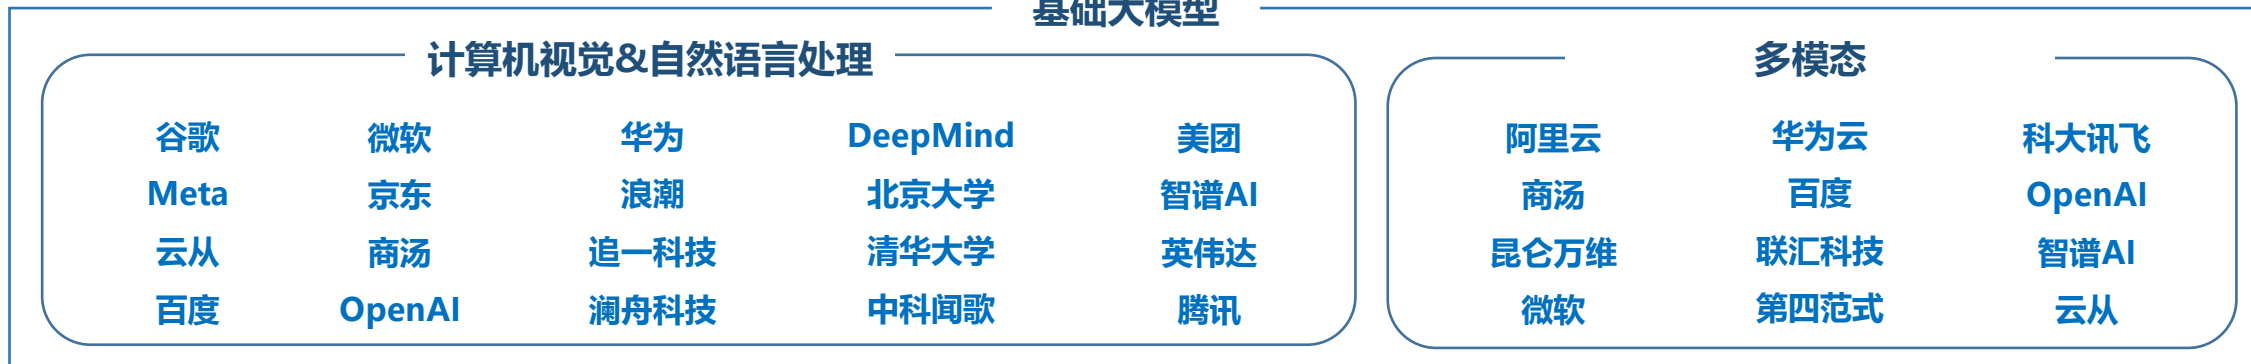 基础大模型
计算机视觉&自然语言处理
谷歌 微软 华为 DeepMind 美团
Meta 京东 浪潮 北京大学 智谱AI
云从 商汤 追一科技 清华大学 英伟达
百度 OpenAI 澜舟科技 中科闻歌 腾讯
多模态
阿里云 华为云 科大讯飞
商汤 百度 OpenAI
昆仑万维 联汇科技 智谱AI
微软 第四范式 云从